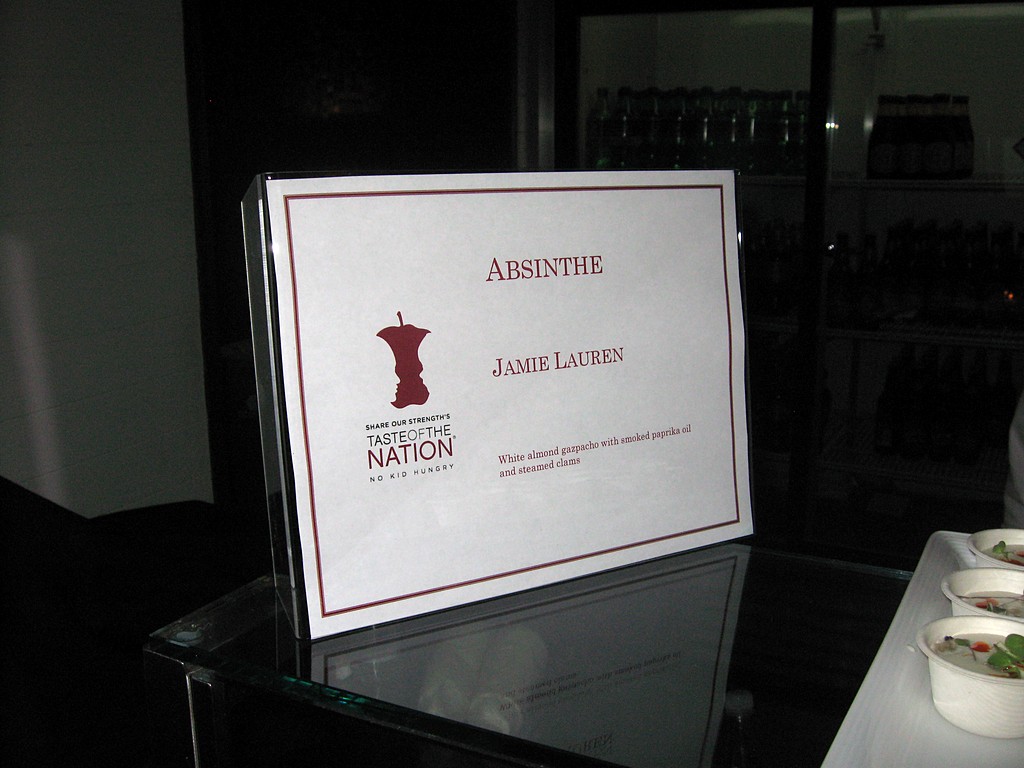 ABSINTHE
JAMIE LAUREN
SHARE OUR STRENGTH'S
TASTE OF THE
NATION®
NO KID HUNGRY
White almond gazpacho with smoked paprika oil
and steamed clams